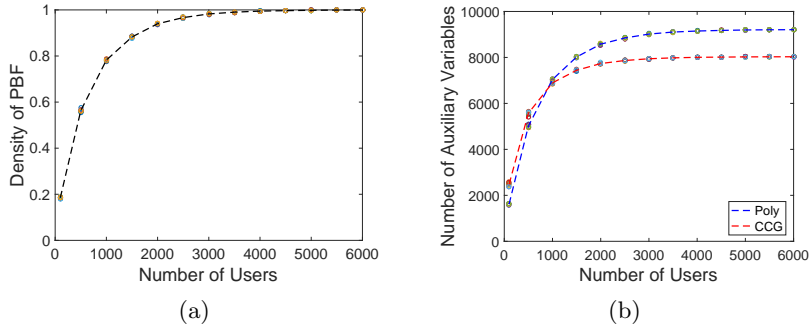 Density of PBF
1
0.8
0.6
0.4
0.2
0
0 1000 2000 3000 4000 5000 6000
Number of Users
(a)
Number of Auxiliary Variables
10000
8000
6000
4000
2000
0
Poly
CCG
0 1000 2000 3000 4000 5000 6000
Number of Users
(b)